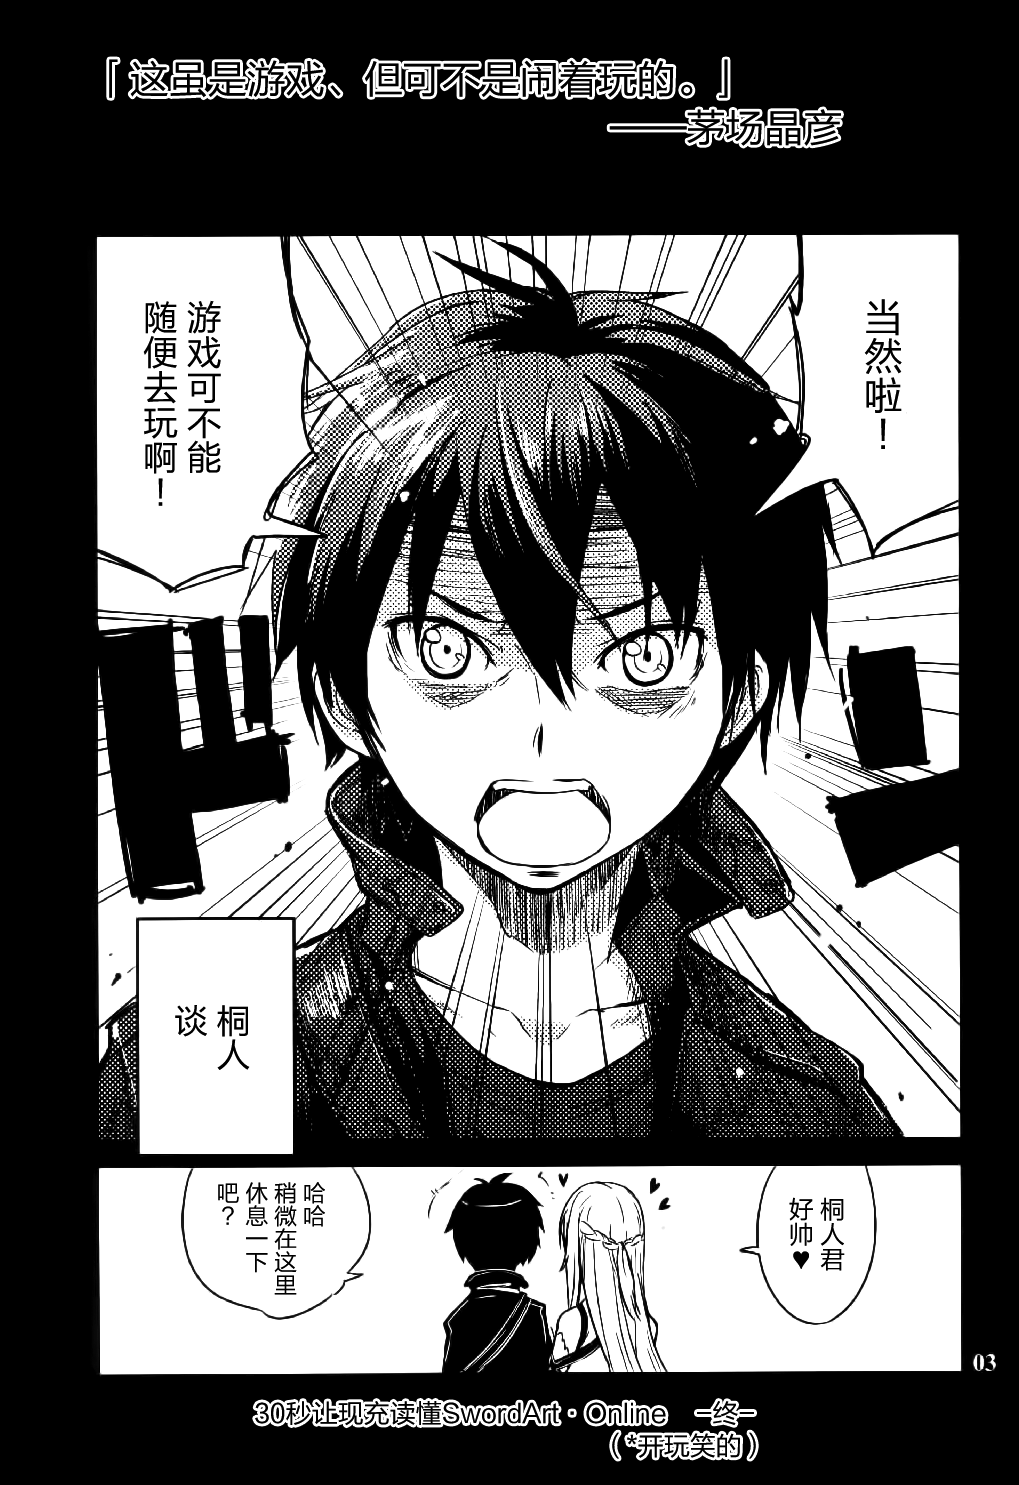 「这虽是游戏、但可不是闹着玩的。」
——茅场晶彦
当然啦！
游戏可不能
随便去玩啊！
桐人
谈
桐人君
好帅♥
哈哈
稍微在这里
休息一下
吧？
03
30秒让现充读懂SwordArt・Online －终－
（*开玩笑的）